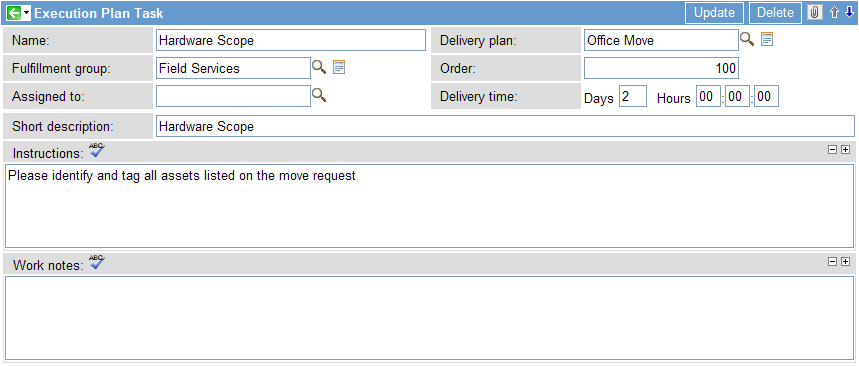 Execution Plan Task Update Delete
Name: Hardware Scope Delivery plan: Office Move
Fulfillment group: Field Services Order: 100
Assigned to: Delivery time: Days 2 Hours 00 : 00 : 00
Short description: Hardware Scope
Instructions: ABC
Please identify and tag all assets listed on the move request
Work notes: ABC